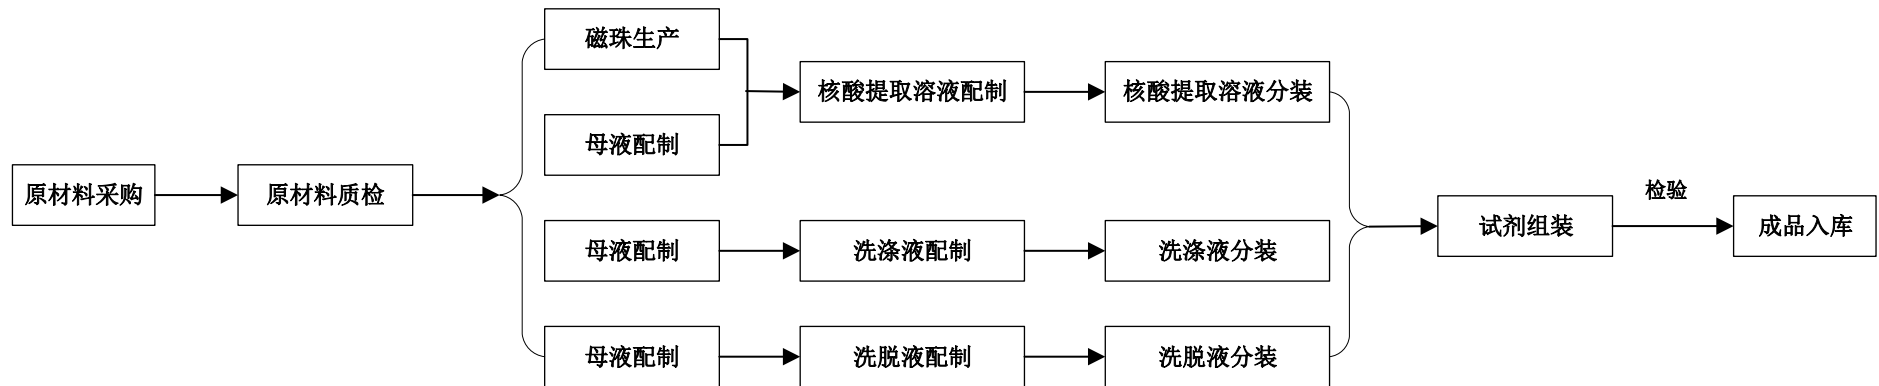 原材料采购
原材料质检
磁珠生产
母液配制
核酸提取溶液配制
核酸提取溶液分装
母液配制
洗涤液配制
洗涤液分装
母液配制
洗脱液配制
洗脱液分装
试剂组装
检验
成品入库